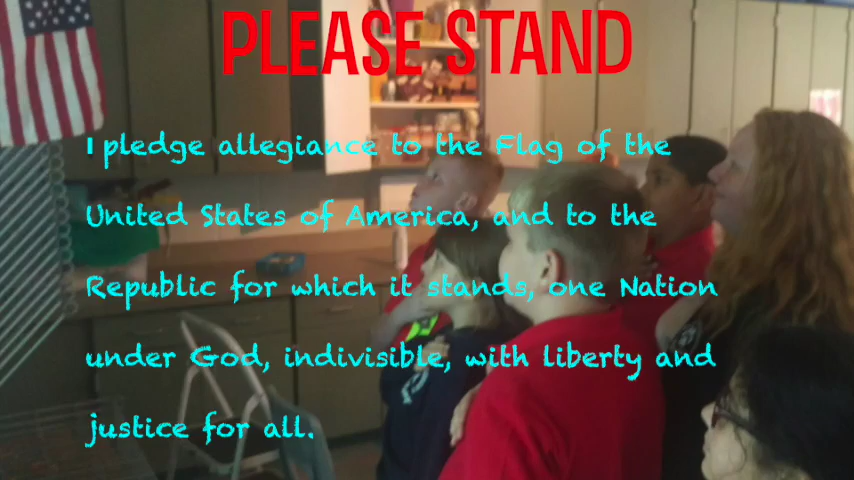 PLEASE STAND
I pledge allegiance to the Flag of the
United States of America, and to the
Republic for which it stands, one Nation
under God, indivisible, with liberty and
justice for all.